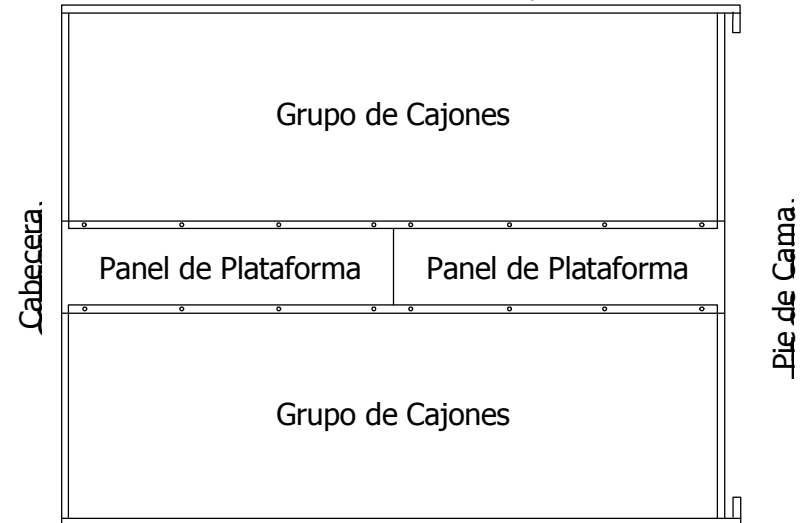 Grupo de Cajones
Cabecera.
Panel de Plataforma
Panel de Plataforma
Pie de Cama.
Grupo de Cajones